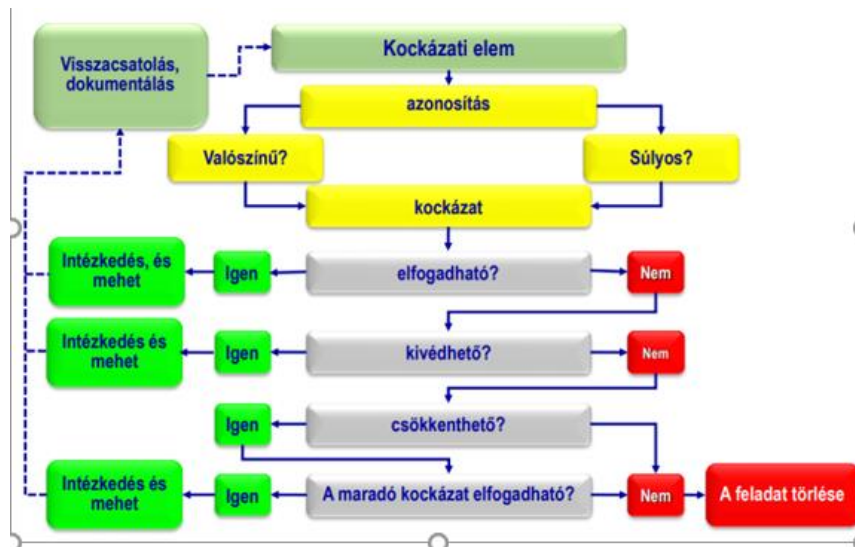 Visszacsatolás,
dokumentálás
Kockázati elem
azonosítás
Valószínű?
Súlyos?
kockázat
Intézkedés, és
mehet
Igen
elfogadható?
Nem
Intézkedés és
mehet
Igen
kivédhető?
Nem
Igen
csökkenthető?
Intézkedés és
mehet
Igen
A maradó kockázat elfogadható?
Nem
A feladat törlése